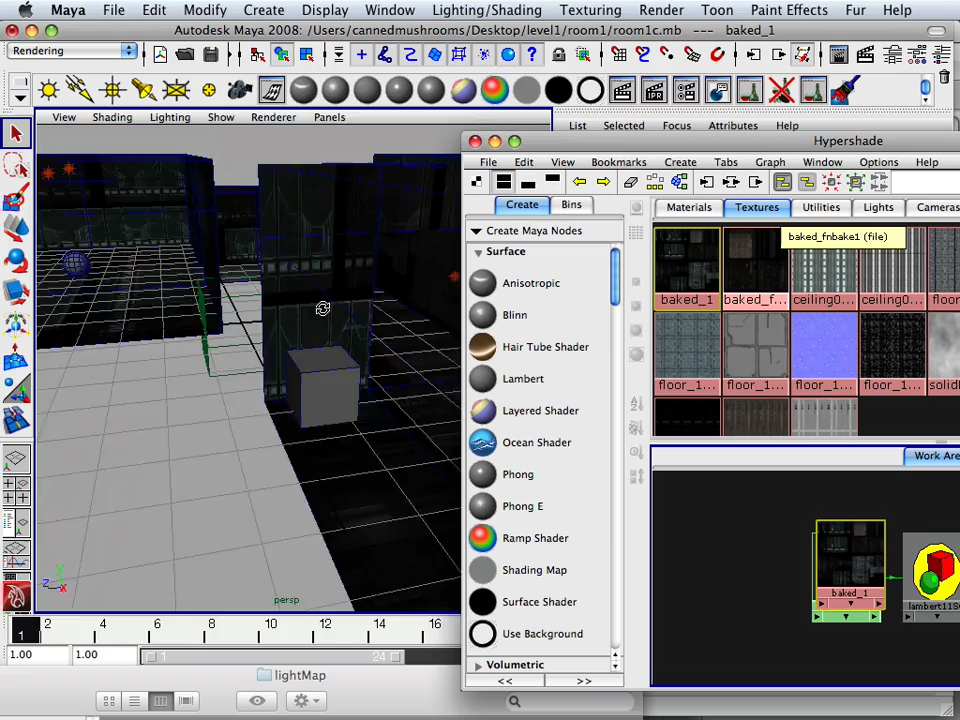 Maya File Edit Modify Create Display Window Lighting/Shading Texturing Render Toon Paint Effects Fur Help
Autodesk Maya 2008: /Users/cannedmushrooms/Desktop/level1/room1/room1c.mb --- baked_1
Rendering
View Shading Lighting Show Renderer Panels
List Selected Focus Attributes Help
Hypershade
File Edit View Bookmarks Create Tabs Graph Window Options Help
Create Bins
Materials Textures Utilities Lights Cameras
Create Maya Nodes
baked_fnbake1 (file)
Surface
Anisotropic
baked_1 baked_f... ceiling0... ceiling0... floor
Blinn
Hair Tube Shader
Lambert
floor_1... floor_1... floor_1... floor_1... solid
Layered Shader
Ocean Shader
Work Area
Phong
Phong E
Ramp Shader
Shading Map
baked_1
Surface Shader
lambert11S
Use Background
Volumetric
<< >>
y
z x
persp
1 2 4 6 8 10 12 14 16
1.00 1.00 1 24
lightMap